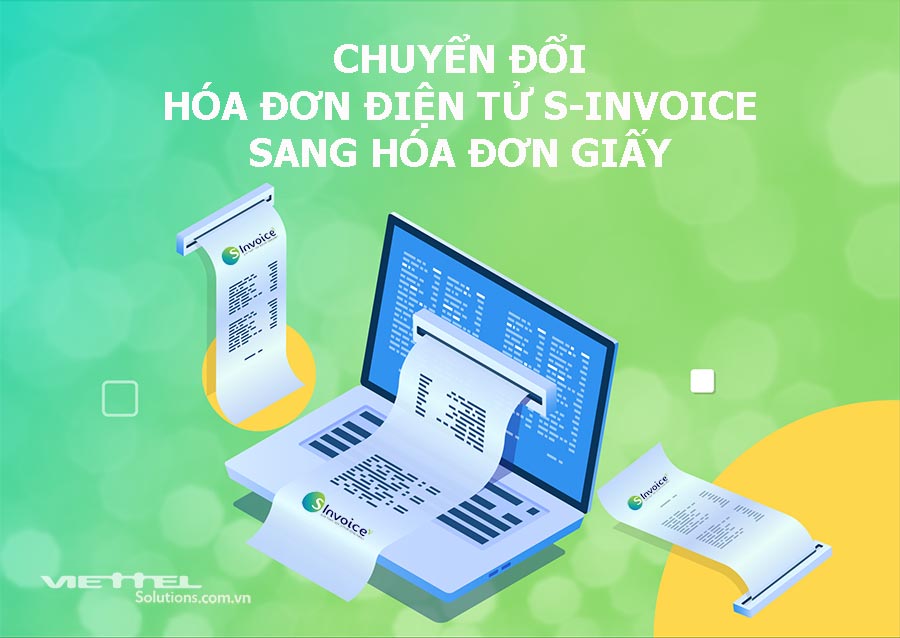 CHUYỂN ĐỔI
HÓA ĐƠN ĐIỆN TỬ S-INVOICE
SANG HÓA ĐƠN GIẤY
SInvoice
SInvoice
SInvoice
VIETTEL
Solutions.com.vn